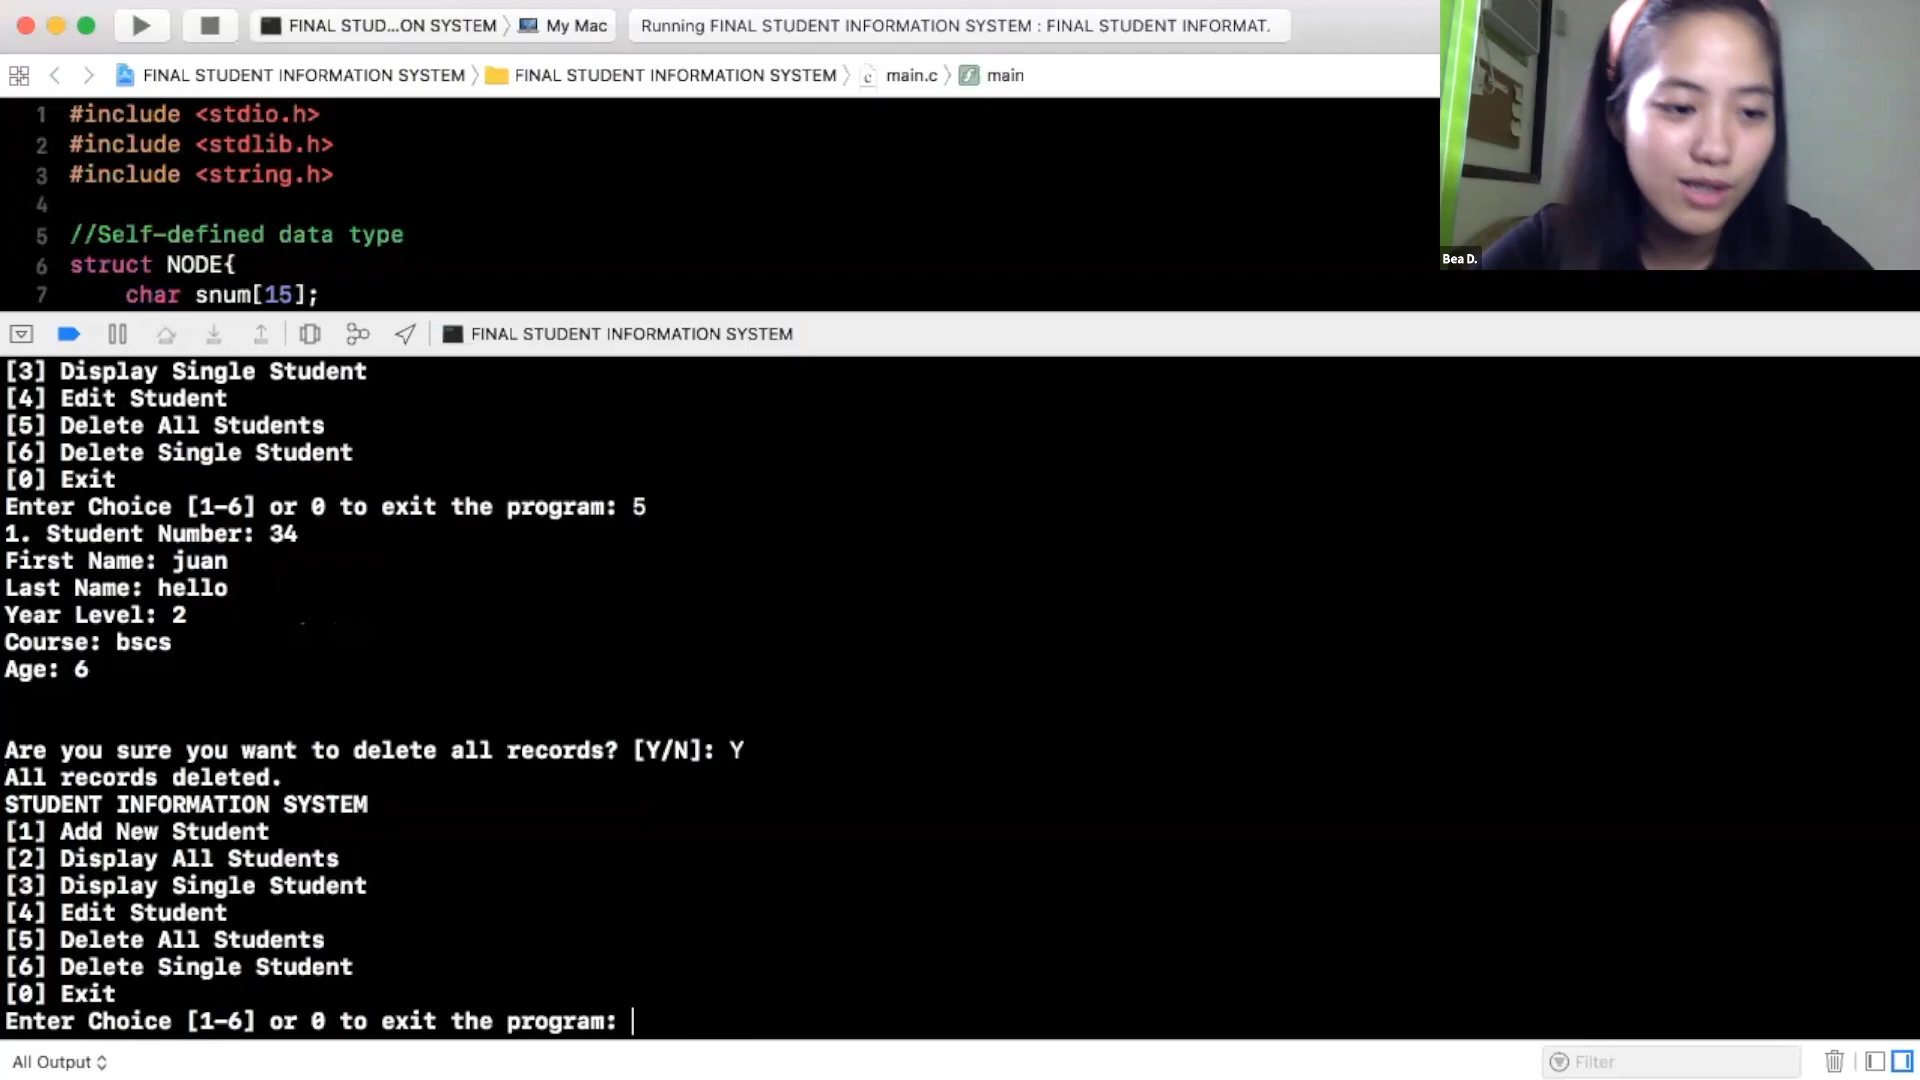 FINAL STUD...ON SYSTEM 〉 My Mac
Running FINAL STUDENT INFORMATION SYSTEM : FINAL STUDENT INFORMAT.
FINAL STUDENT INFORMATION SYSTEM 〉 FINAL STUDENT INFORMATION SYSTEM 〉 c main.c 〉 f main
1 #include <stdio.h>
2 #include <stdlib.h>
3 #include <string.h>
4
5 //Self-defined data type
6 struct NODE{
7 char snum[15];
Bea D.
FINAL STUDENT INFORMATION SYSTEM
[3] Display Single Student
[4] Edit Student
[5] Delete All Students
[6] Delete Single Student
[0] Exit
Enter Choice [1-6] or 0 to exit the program: 5
1. Student Number: 34
First Name: juan
Last Name: hello
Year Level: 2
Course: bscs
Age: 6
Are you sure you want to delete all records? [Y/N]: Y
All records deleted.
STUDENT INFORMATION SYSTEM
[1] Add New Student
[2] Display All Students
[3] Display Single Student
[4] Edit Student
[5] Delete All Students
[6] Delete Single Student
[0] Exit
Enter Choice [1-6] or 0 to exit the program:
All Output
Filter